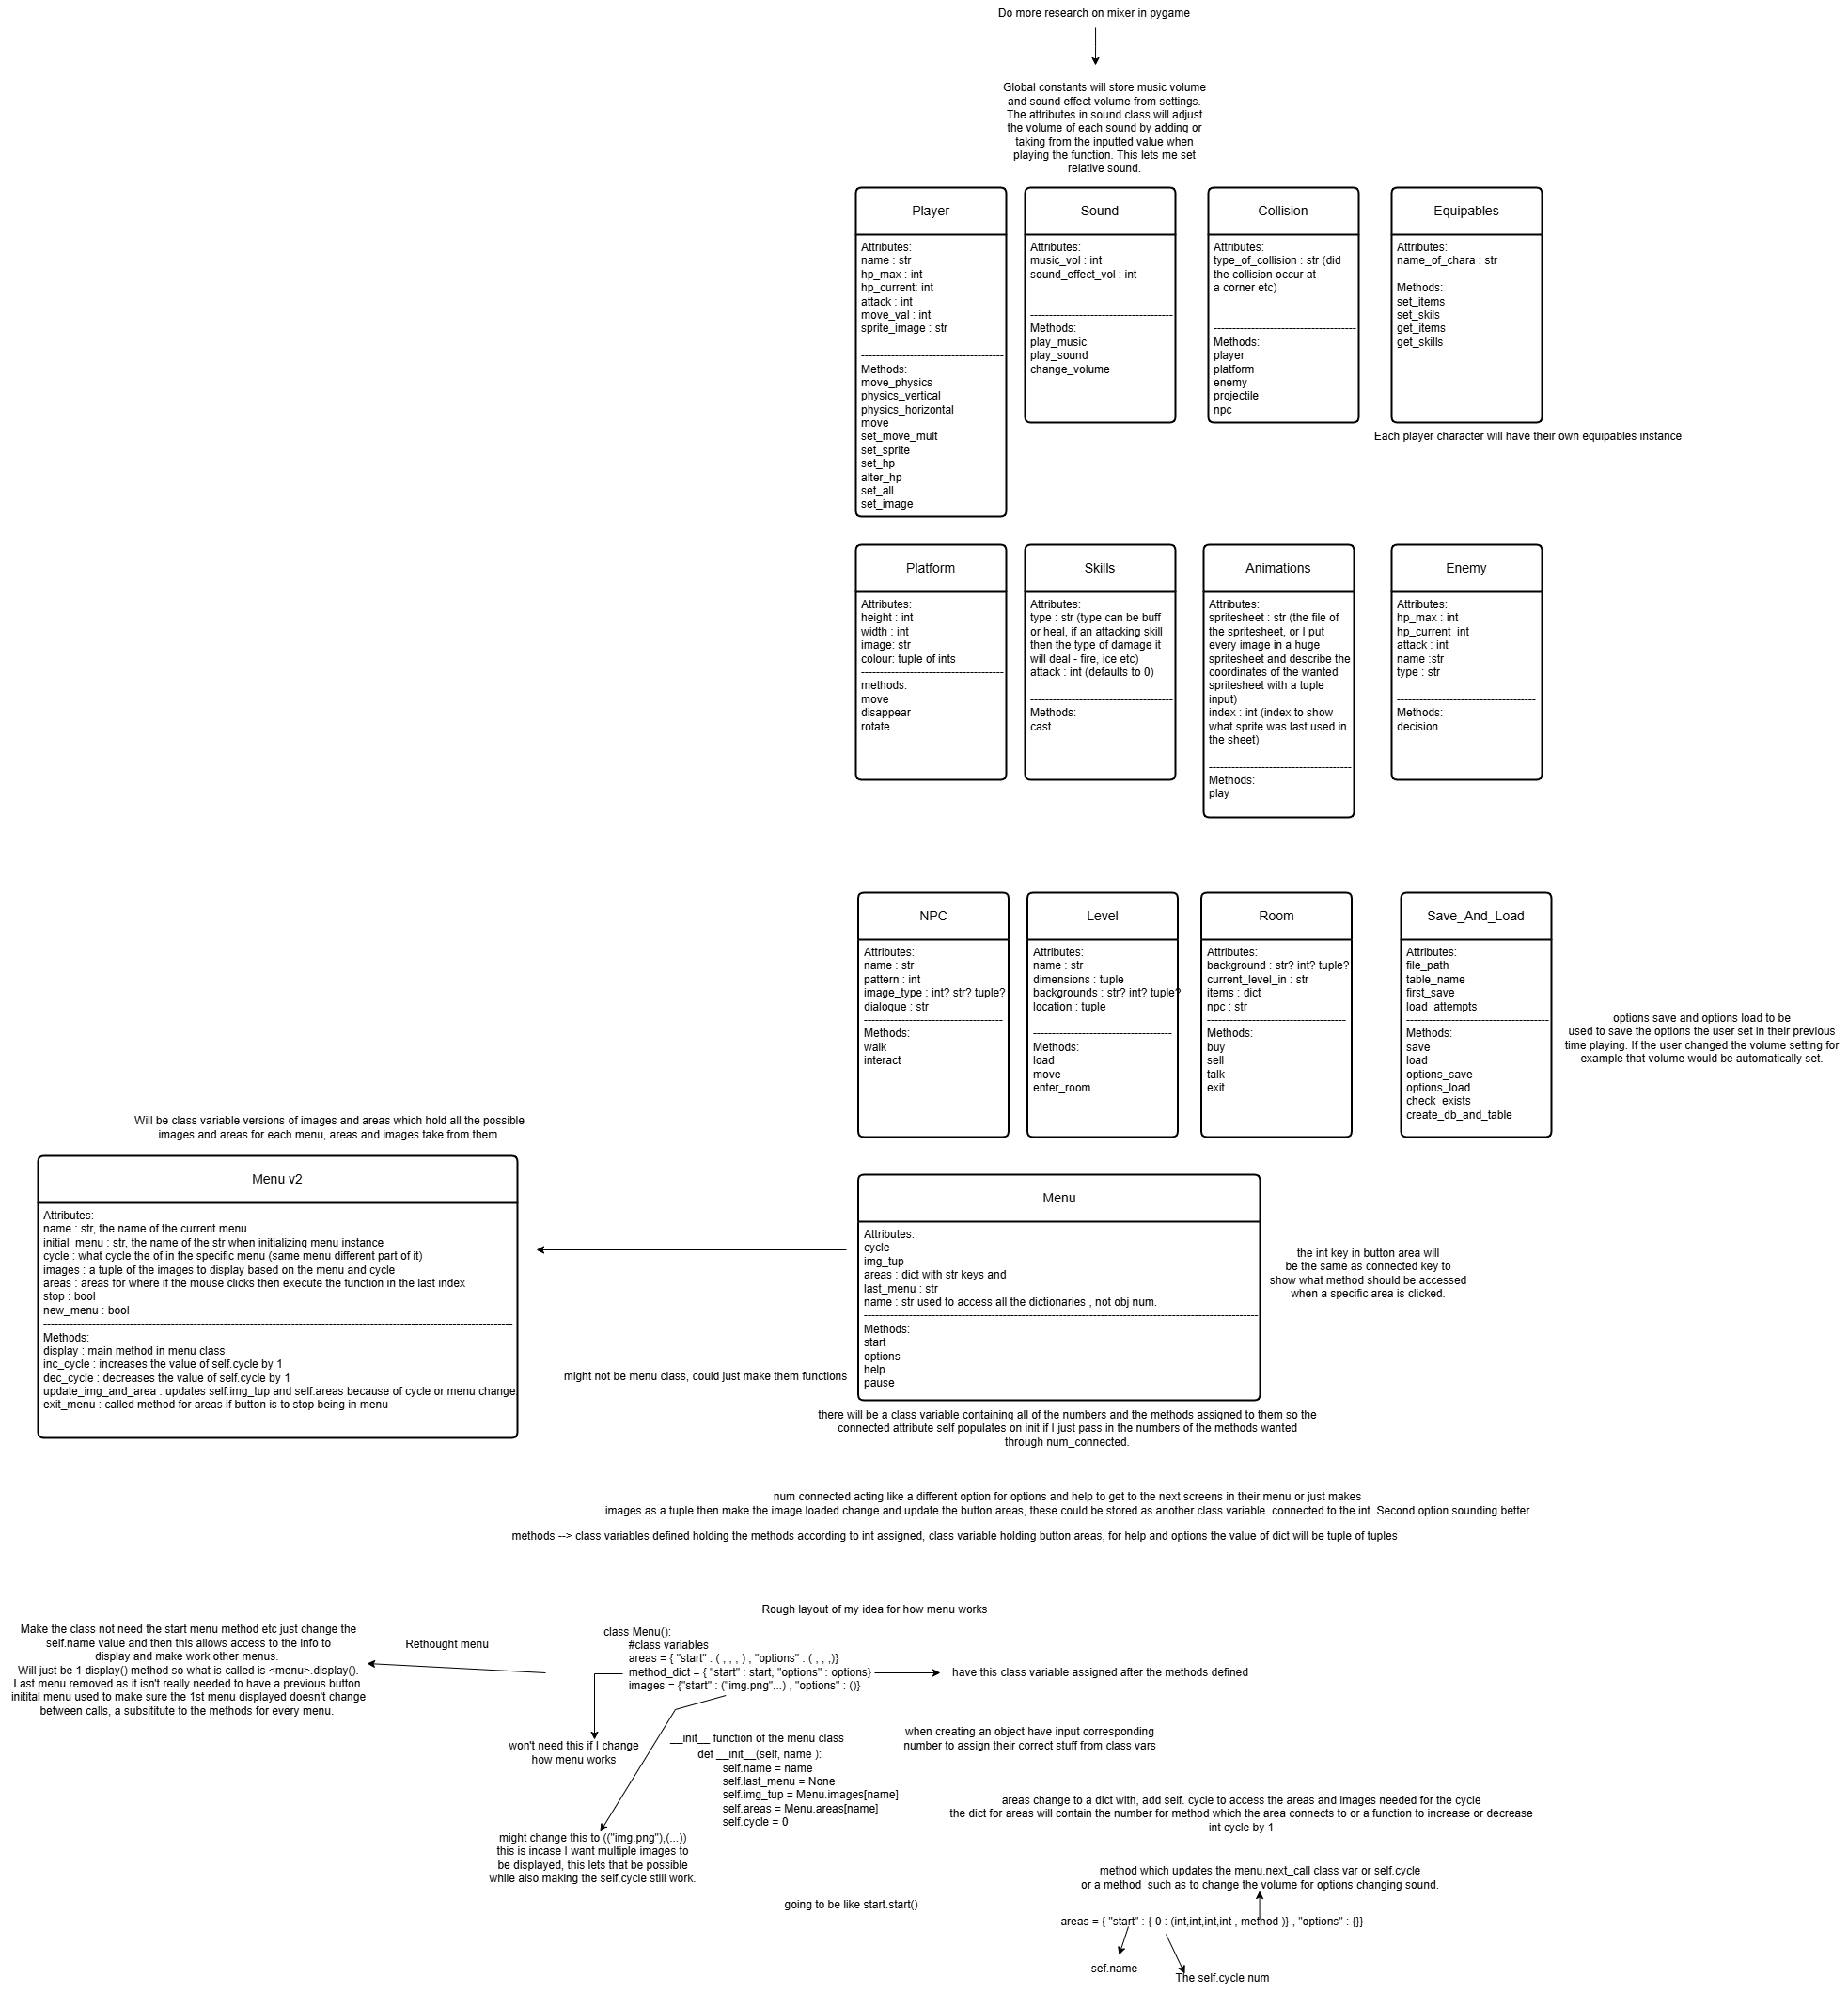 Do more research on mixer in pygame
Global constants will store music volume
and sound effect volume from settings.
The attributes in sound class will adjust
the volume of each sound by adding or
taking from the inputted value when
playing the function. This lets me set
relative sound.
Player
Attributes:
name : str
hp_max : int
hp_current: int
attack : int
move_val : int
sprite_image : str
--------------------------------------
Methods:
move_physics
physics_vertical
physics_horizontal
move
set_move_mult
set_sprite
set_hp
alter_hp
set_all
set_image
Sound
Attributes:
music_vol : int
sound_effect_vol : int
--------------------------------------
Methods:
play_music
play_sound
change_volume
Collision
Attributes:
type_of_collision : str (did
the collision occur at
a corner etc)
--------------------------------------
Methods:
player
platform
enemy
projectile
npc
Equipables
Attributes:
name_of_chara : str
--------------------------------------
Methods:
set_items
set_skils
get_items
get_skills
Each player character will have their own equipables instance
Platform
Attributes:
height : int
width : int
image: str
colour: tuple of ints
--------------------------------------
methods:
move
disappear
rotate
Skills
Attributes:
type : str (type can be buff
or heal, if an attacking skill
then the type of damage it
will deal - fire, ice etc)
attack : int (defaults to 0)
--------------------------------------
Methods:
cast
Animations
Attributes:
spritesheet : str (the file of
the spritesheet, or I put
every image in a huge
spritesheet and describe the
coordinates of the wanted
spritesheet with a tuple
input)
index : int (index to show
what sprite was last used in
the sheet)
--------------------------------------
Methods:
play
Enemy
Attributes:
hp_max : int
hp_current  int
attack : int
name :str
type : str
-------------------------------------
Methods:
decision
NPC
Attributes:
name : str
pattern : int
image_type : int? str? tuple?
dialogue : str
-------------------------------------
Methods:
walk
interact
Level
Attributes:
name : str
dimensions : tuple
backgrounds : str? int? tuple?
location : tuple
-------------------------------------
Methods:
load
move
enter_room
Room
Attributes:
background : str? int? tuple?
current_level_in : str
items : dict
npc : str
-------------------------------------
Methods:
buy
sell
talk
exit
Save_And_Load
Attributes:
file_path
table_name
first_save
load_attempts
--------------------------------------
Methods:
save
load
options_save
options_load
check_exists
create_db_and_table
options save and options load to be
used to save the options the user set in their previous
time playing. If the user changed the volume setting for
example that volume would be automatically set.
Will be class variable versions of images and areas which hold all the possible
images and areas for each menu, areas and images take from them.
Menu v2
Attributes:
name : str, the name of the current menu
initial_menu : str, the name of the str when initializing menu instance
cycle : what cycle the of in the specific menu (same menu different part of it)
images : a tuple of the images to display based on the menu and cycle
areas : areas for where if the mouse clicks then execute the function in the last index
stop : bool
new_menu : bool
-----------------------------------------------------------------------------------------------------------------------------
Methods:
display : main method in menu class
inc_cycle : increases the value of self.cycle by 1
dec_cycle : decreases the value of self.cycle by 1
update_img_and_area : updates self.img_tup and self.areas because of cycle or menu change
exit_menu : called method for areas if button is to stop being in menu
Menu
Attributes:
cycle
img_tup
areas : dict with str keys and
last_menu : str
name : str used to access all the dictionaries , not obj num.
---------------------------------------------------------------------------------------------------------
Methods:
start
options
help
pause
the int key in button area will
be the same as connected key to
show what method should be accessed
when a specific area is clicked.
might not be menu class, could just make them functions
there will be a class variable containing all of the numbers and the methods assigned to them so the
connected attribute self populates on init if I just pass in the numbers of the methods wanted
through num_connected.
num connected acting like a different option for options and help to get to the next screens in their menu or just makes
images as a tuple then make the image loaded change and update the button areas, these could be stored as another class variable  connected to the int. Second option sounding better
methods --> class variables defined holding the methods according to int assigned, class variable holding button areas, for help and options the value of dict will be tuple of tuples
Rough layout of my idea for how menu works
Make the class not need the start menu method etc just change the
self.name value and then this allows access to the info to
display and make work other menus.
Will just be 1 display() method so what is called is <menu>.display().
Last menu removed as it isn't really needed to have a previous button.
initital menu used to make sure the 1st menu displayed doesn't change
between calls, a subsititute to the methods for every menu.
Rethought menu
class Menu():
#class variables
areas = { "start" : ( , , , ) , "options" : ( , , ,)}
method_dict = { "start" : start, "options" : options}
images = {"start" : ("img.png"...) , "options" : ()}
have this class variable assigned after the methods defined
won't need this if I change
how menu works
__init__ function of the menu class
def __init__(self, name ):
self.name = name
self.last_menu = None
self.img_tup = Menu.images[name]
self.areas = Menu.areas[name]
self.cycle = 0
when creating an object have input corresponding
number to assign their correct stuff from class vars
might change this to (("img.png"),(...))
this is incase I want multiple images to
be displayed, this lets that be possible
while also making the self.cycle still work.
areas change to a dict with, add self. cycle to access the areas and images needed for the cycle
the dict for areas will contain the number for method which the area connects to or a function to increase or decrease
int cycle by 1
method which updates the menu.next_call class var or self.cycle
or a method  such as to change the volume for options changing sound.
going to be like start.start()
areas = { "start" : { 0 : (int,int,int,int , method )} , "options" : {}}
sef.name
The self.cycle num